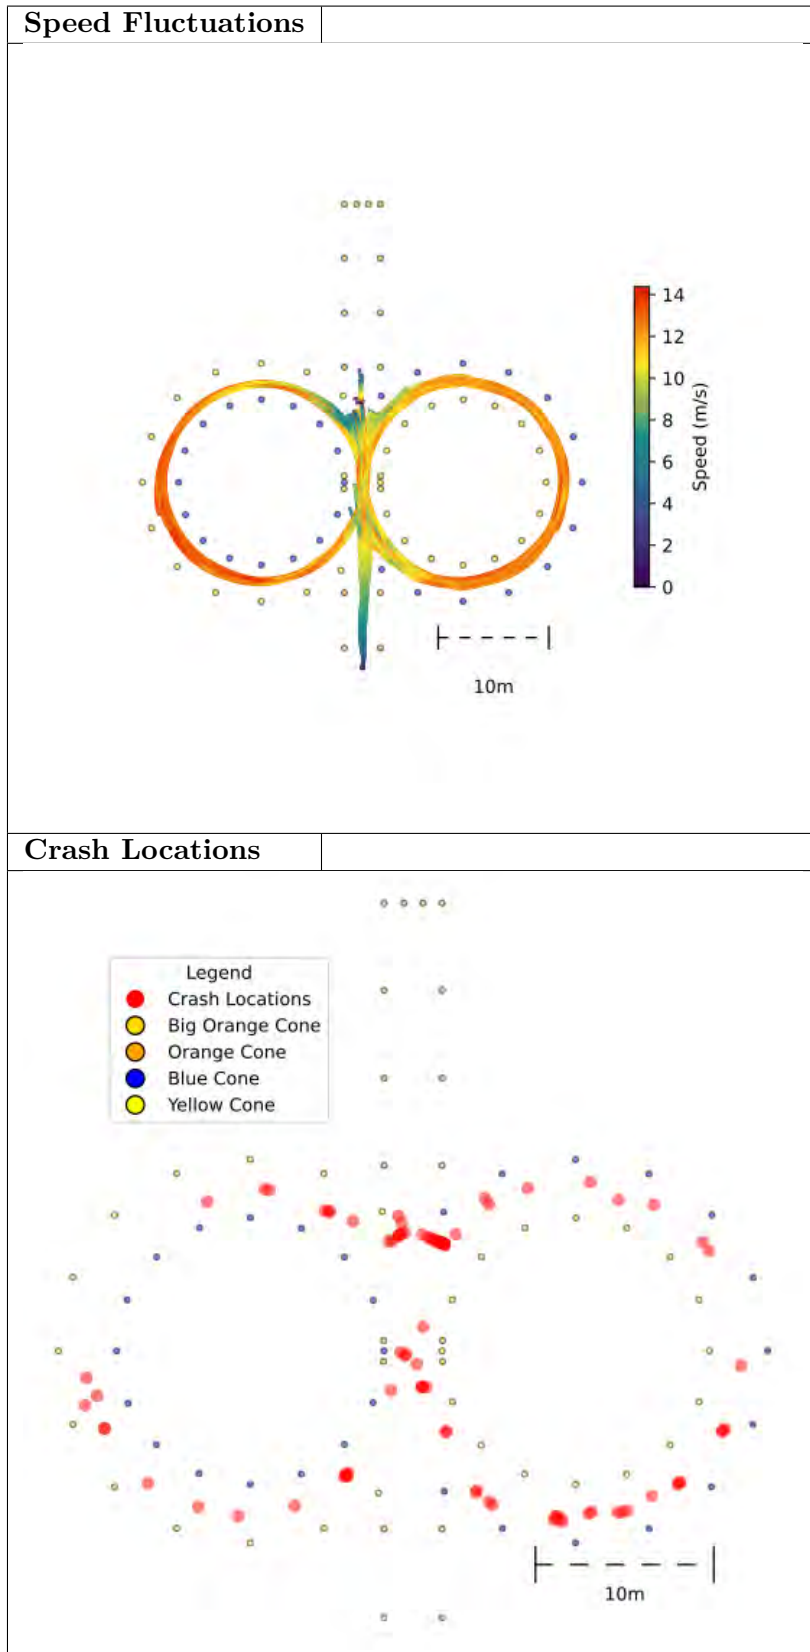 Speed Fluctuations
14
12
10
8
6
4
2
0
Speed (m/s)
10m
Crash Locations
Legend
Crash Locations
Big Orange Cone
Orange Cone
Blue Cone
Yellow Cone
10m